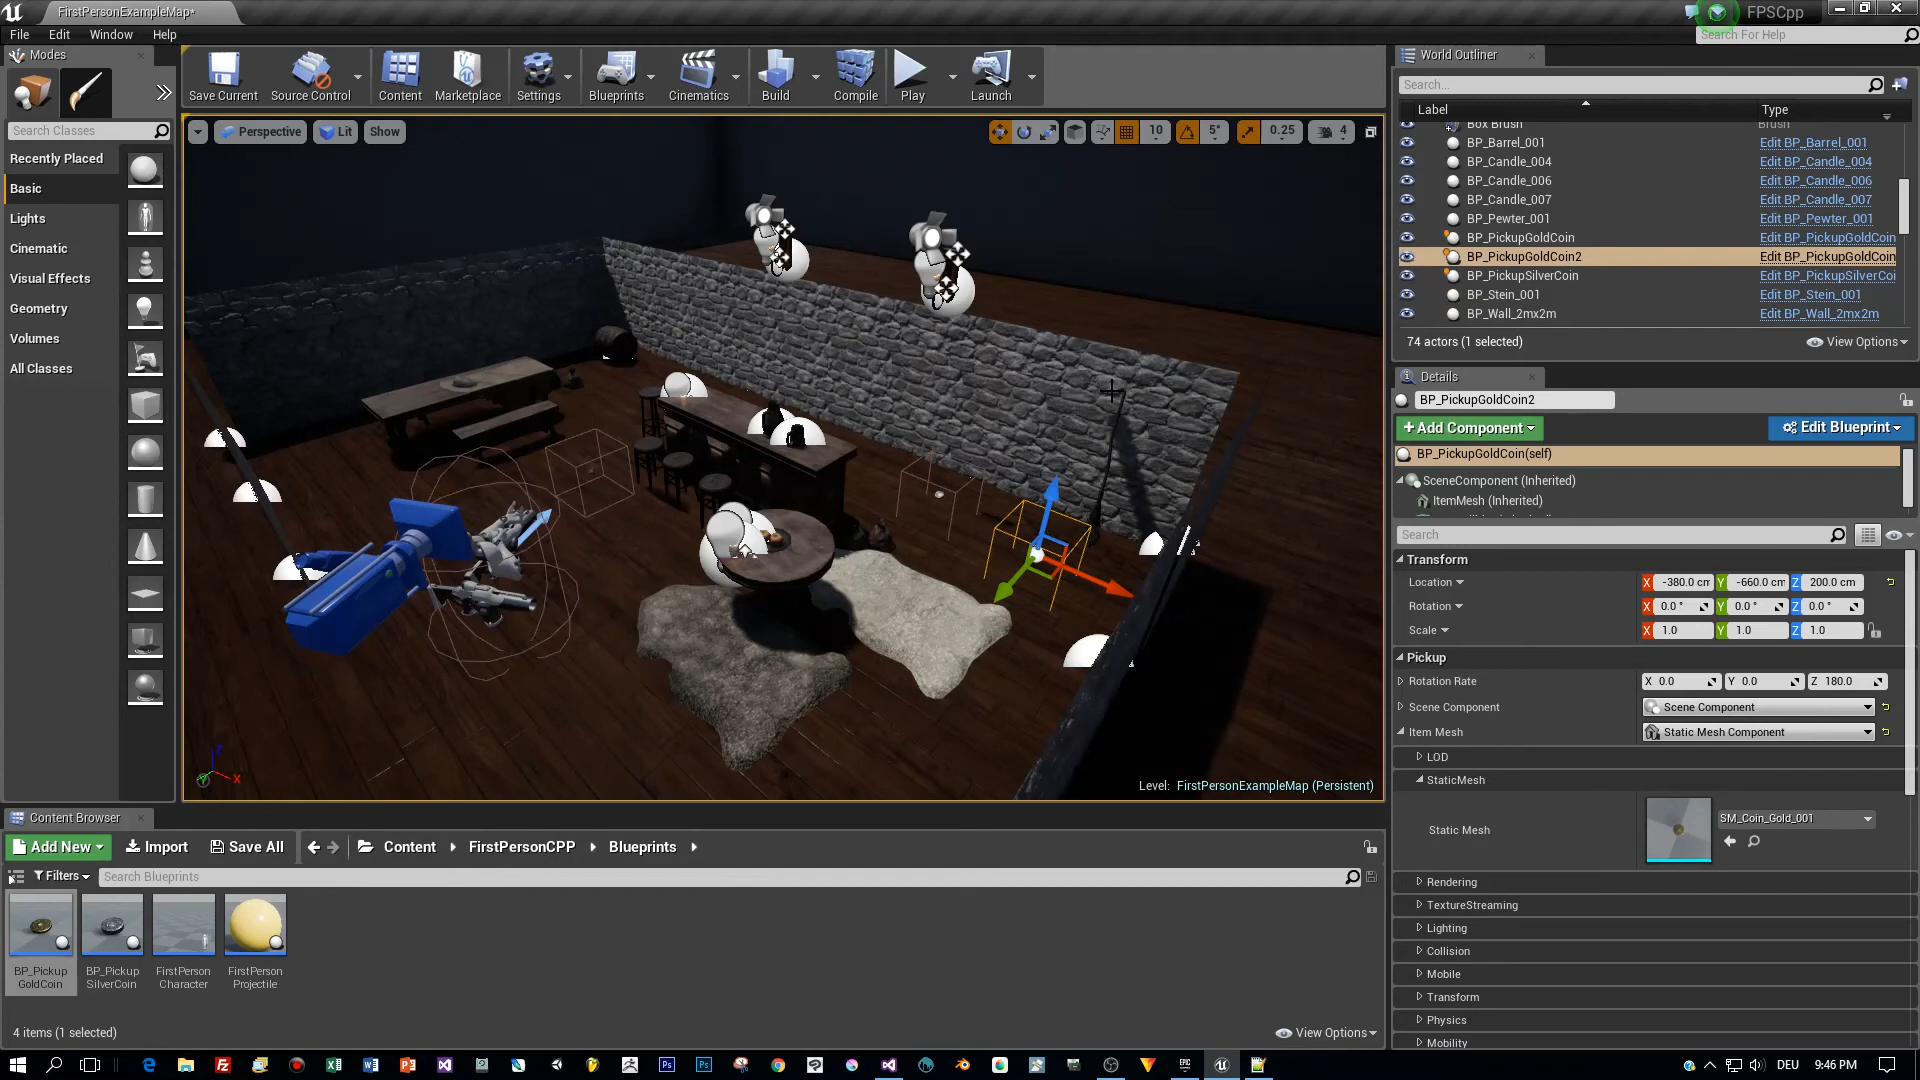 FirstPersonExampleMap*
FPSCpp
File Edit Window Help
Search For Help
Modes
Search Classes
Recently Placed
Basic
Lights
Cinematic
Visual Effects
Geometry
Volumes
All Classes
Save Current
Source Control
Content
Marketplace
Settings
Blueprints
Cinematics
Build
Compile
Play
Launch
Perspective
Lit
Show
10
5°
0.25
4
Level: FirstPersonExampleMap (Persistent)
World Outliner
Search...
Label Type
Box Brush Brush
BP_Barrel_001 Edit BP_Barrel_001
BP_Candle_004 Edit BP_Candle_004
BP_Candle_006 Edit BP_Candle_006
BP_Candle_007 Edit BP_Candle_007
BP_Pewter_001 Edit BP_Pewter_001
BP_PickupGoldCoin Edit BP_PickupGoldCoin
BP_PickupGoldCoin2 Edit BP_PickupGoldCoin
BP_PickupSilverCoin Edit BP_PickupSilverCoi
BP_Stein_001 Edit BP_Stein_001
BP_Wall_2mx2m Edit BP_Wall_2mx2m
74 actors (1 selected)
View Options
Details
BP_PickupGoldCoin2
+Add Component
Edit Blueprint
BP_PickupGoldCoin(self)
SceneComponent (Inherited)
ItemMesh (Inherited)
Search
Transform
Location X -380.0 cm Y -660.0 cm Z 200.0 cm
Rotation X 0.0 ° Y 0.0 ° Z 0.0 °
Scale X 1.0 Y 1.0 Z 1.0
Pickup
Rotation Rate X 0.0 Y 0.0 Z 180.0
Scene Component Scene Component
Item Mesh Static Mesh Component
LOD
StaticMesh
Static Mesh
SM_Coin_Gold_001
Rendering
TextureStreaming
Lighting
Collision
Mobile
Transform
Physics
Mobility
Content Browser
Add New
Import
Save All
Content
FirstPersonCPP
Blueprints
Filters
Search Blueprints
BP_Pickup
GoldCoin
BP_Pickup
SilverCoin
FirstPerson
Character
FirstPerson
Projectile
4 items (1 selected)
View Options
DEU
9:46 PM